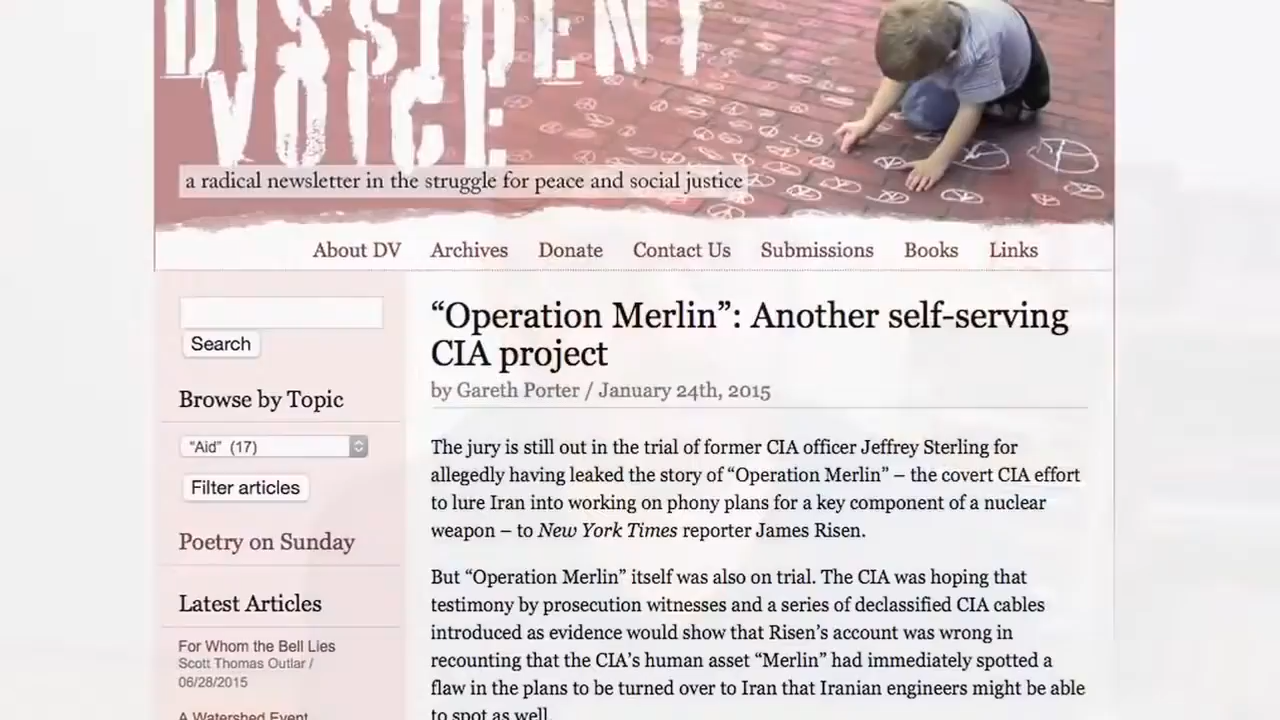 DISSIDENT
VOICE
a radical newsletter in the struggle for peace and social justice
About DV Archives Donate Contact Us Submissions Books Links
Search
Browse by Topic
"Aid" (17)
Filter articles
Poetry on Sunday
Latest Articles
For Whom the Bell Lies
Scott Thomas Outlar /
06/28/2015
A Watershed Event
“Operation Merlin”: Another self-serving
CIA project
by Gareth Porter / January 24th, 2015
The jury is still out in the trial of former CIA officer Jeffrey Sterling for
allegedly having leaked the story of “Operation Merlin” – the covert CIA effort
to lure Iran into working on phony plans for a key component of a nuclear
weapon – to New York Times reporter James Risen.
But “Operation Merlin” itself was also on trial. The CIA was hoping that
testimony by prosecution witnesses and a series of declassified CIA cables
introduced as evidence would show that Risen’s account was wrong in
recounting that the CIA’s human asset “Merlin” had immediately spotted a
flaw in the plans to be turned over to Iran that Iranian engineers might be able
to spot as well.